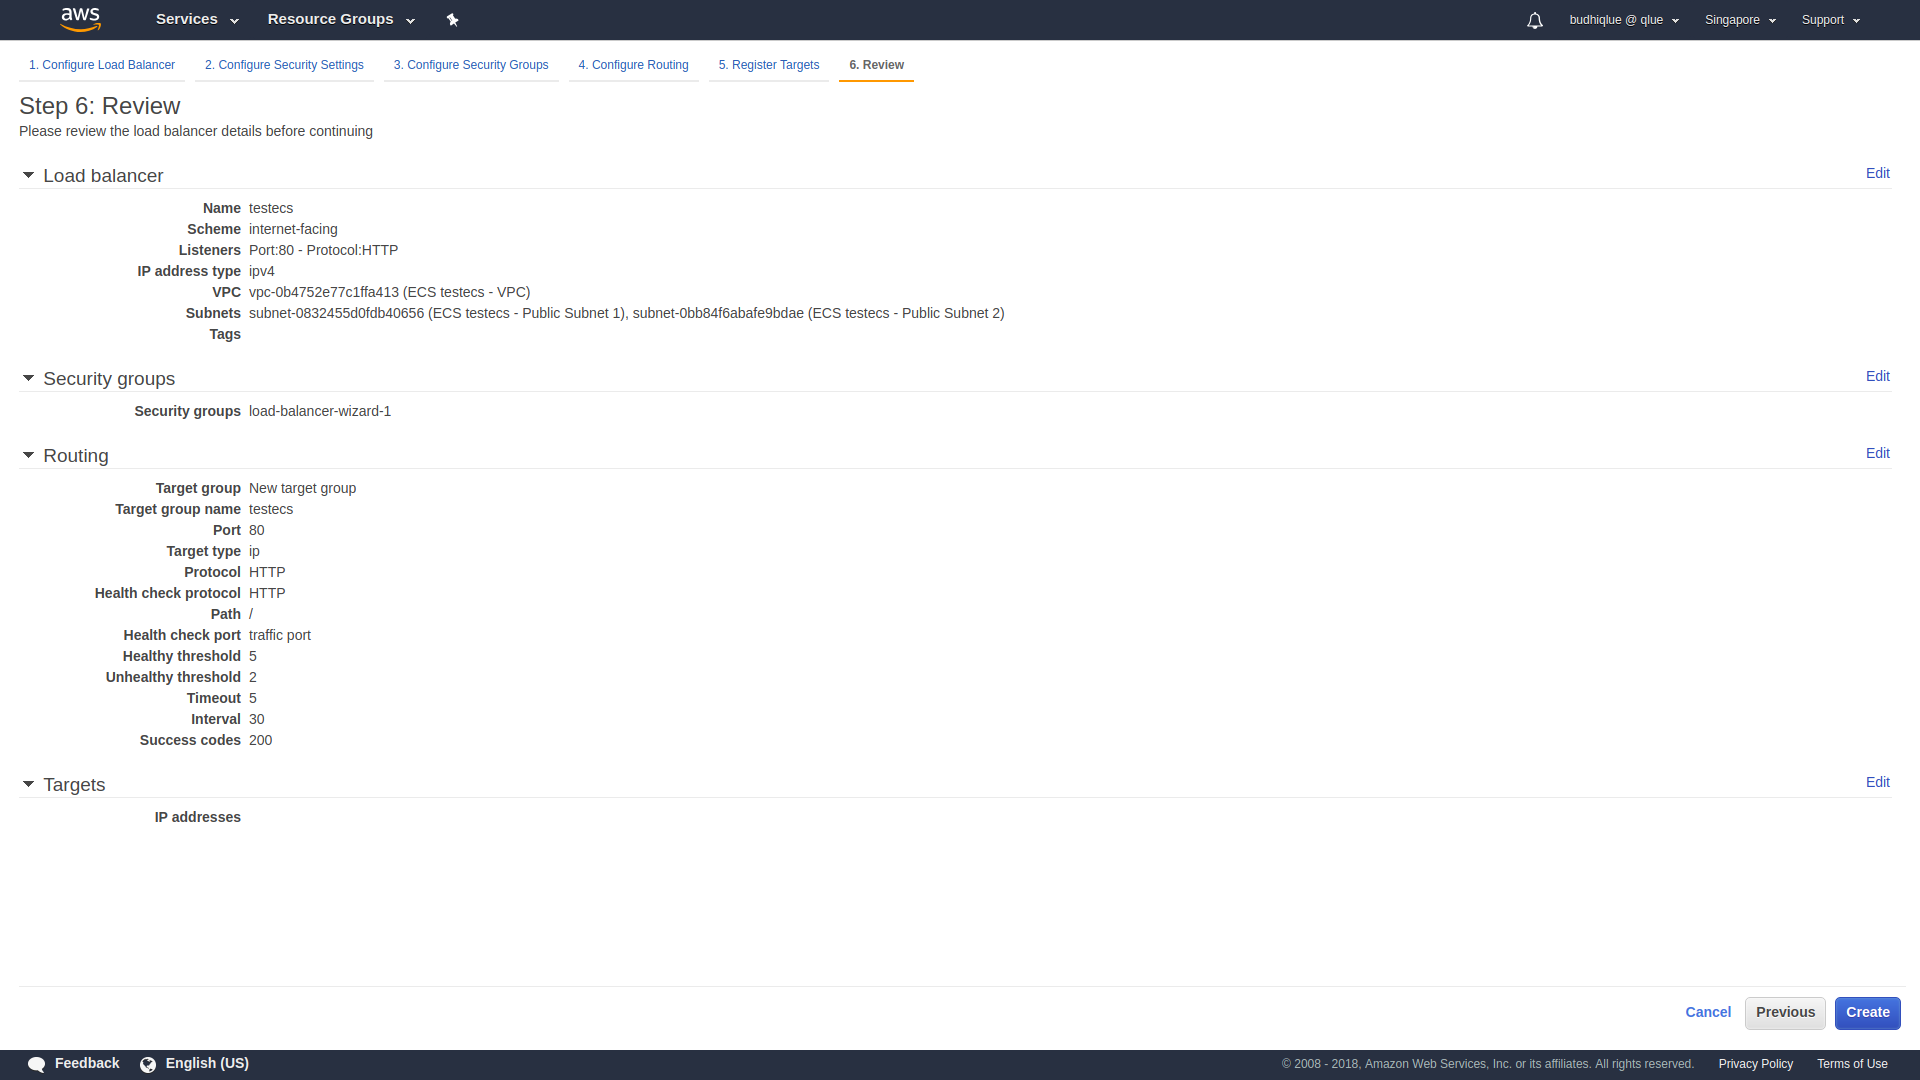 aws Services Resource Groups budhiqlue @ qlue Singapore Support
1. Configure Load Balancer 2. Configure Security Settings 3. Configure Security Groups 4. Configure Routing 5. Register Targets 6. Review
Step 6: Review
Please review the load balancer details before continuing
Load balancer Edit
Name testecs
Scheme internet-facing
Listeners Port:80 - Protocol:HTTP
IP address type ipv4
VPC vpc-0b4752e77c1ffa413 (ECS testecs - VPC)
Subnets subnet-0832455d0fdb40656 (ECS testecs - Public Subnet 1), subnet-0bb84f6abafe9bdae (ECS testecs - Public Subnet 2)
Tags
Security groups Edit
Security groups load-balancer-wizard-1
Routing Edit
Target group New target group
Target group name testecs
Port 80
Target type ip
Protocol HTTP
Health check protocol HTTP
Path /
Health check port traffic port
Healthy threshold 5
Unhealthy threshold 2
Timeout 5
Interval 30
Success codes 200
Targets Edit
IP addresses
Cancel Previous Create
Feedback English (US) © 2008 - 2018, Amazon Web Services, Inc. or its affiliates. All rights reserved. Privacy Policy Terms of Use